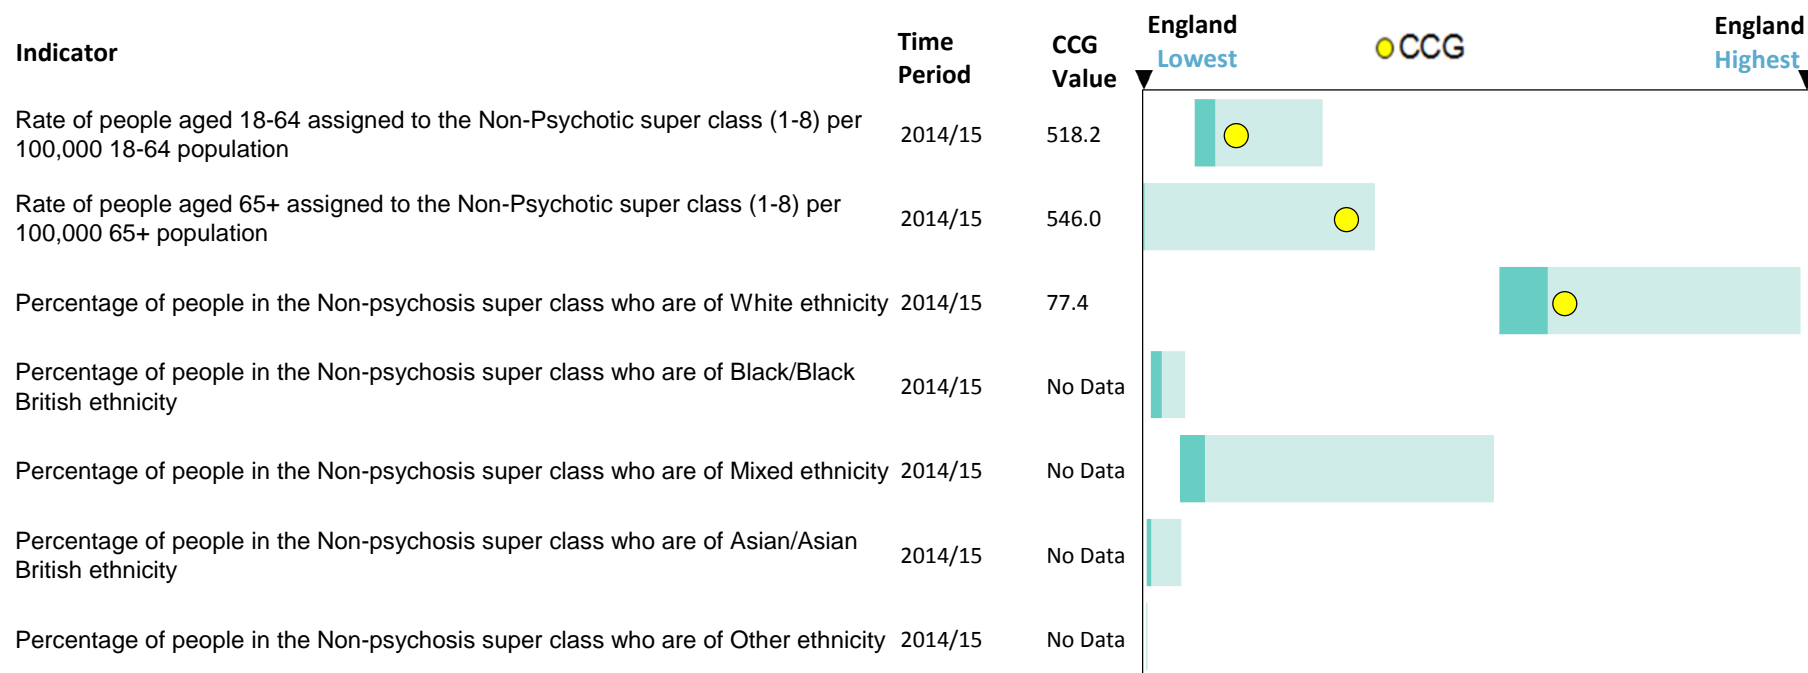 Indicator
Time
Period
CCG
Value
England
Lowest
CCG
England
Highest
Rate of people aged 18-64 assigned to the Non-Psychotic super class (1-8) per
100,000 18-64 population
2014/15
518.2
Rate of people aged 65+ assigned to the Non-Psychotic super class (1-8) per
100,000 65+ population
2014/15
546.0
Percentage of people in the Non-psychosis super class who are of White ethnicity
2014/15
77.4
Percentage of people in the Non-psychosis super class who are of Black/Black
British ethnicity
2014/15
No Data
Percentage of people in the Non-psychosis super class who are of Mixed ethnicity
2014/15
No Data
Percentage of people in the Non-psychosis super class who are of Asian/Asian
British ethnicity
2014/15
No Data
Percentage of people in the Non-psychosis super class who are of Other ethnicity
2014/15
No Data